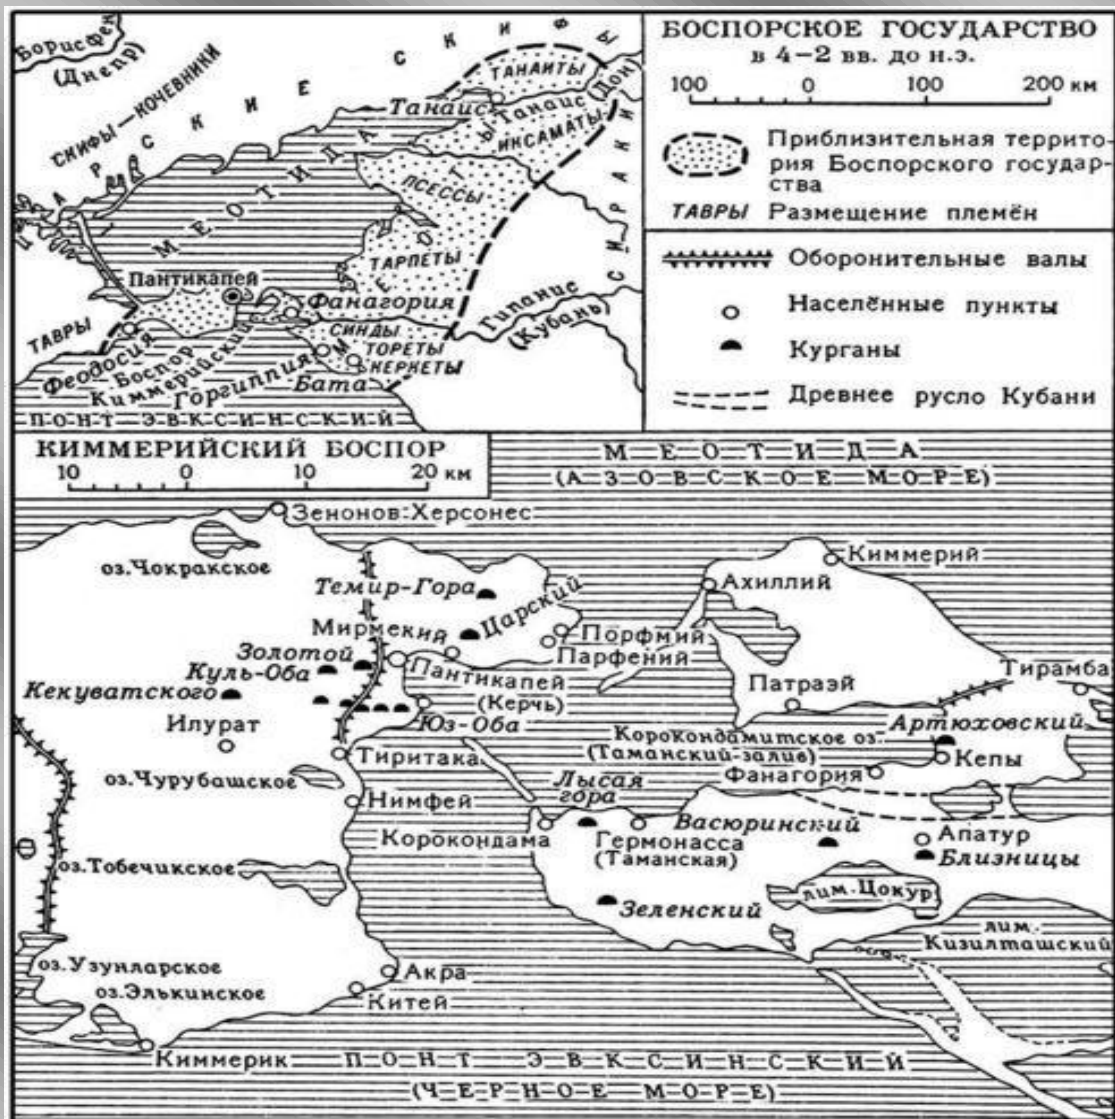 БОСПОРСКОЕ ГОСУДАРСТВО
в 4–2 вв. до н.э.
100 0 100 200 км
Приблизительная террито-
рия Боспорского государ-
ства
ТАВРЫ Размещение племён
Оборонительные валы
Населённые пункты
Курганы
Древнее русло Кубани
Борисфен
(Днепр)
СКИФЫ—КОЧЕВНИКИ
ЦАРСКИЕ СКИФЫ
ТАНАИТЫ
Танаис
Танаис (Дон)
ИКСАМАТЫ
МЕОТИДА
МЕОТЫ
ПСЕССЫ
СИРАКИ
ТАРПЕТЫ
Пантикапей
Фанагория
Гипанис
(Кубань)
ТАВРЫ
СИНДЫ
ТОРЕТЫ
КЕРКЕТЫ
Феодосия
Боспор
Киммерийский
Горгиппия
Бата
ПОНТ ЭВКСИНСКИЙ
КИММЕРИЙСКИЙ БОСПОР
10 0 10 20 км
МЕОТИДА
(АЗОВСКОЕ МОРЕ)
Зенонов Херсонес
оз.Чокракское
Киммерий
Темир-Гора
Царский
Ахиллий
Мирмекий
Порфмий
Парфений
Золотой
Куль-Оба
Пантикапей
(Керчь)
Тирамба
Кекуватского
Патраэй
Илурат
Юз-Оба
Артюховский
Корокондамитское оз.
(Таманский залив)
Тиритака
Кепы
оз.Чурубашское
Фанагория
Лысая
гора
Нимфей
Корокондама
Васюринский
Гермонасса
(Таманская)
Апатур
Близницы
оз.Тобечикское
лим.Цокур
Зеленский
лим.
Кизилташский
оз.Узунларское
оз.Элькинское
Акра
Китей
Киммерик
ПОНТ ЭВКСИНСКИЙ
(ЧЕРНОЕ МОРЕ)